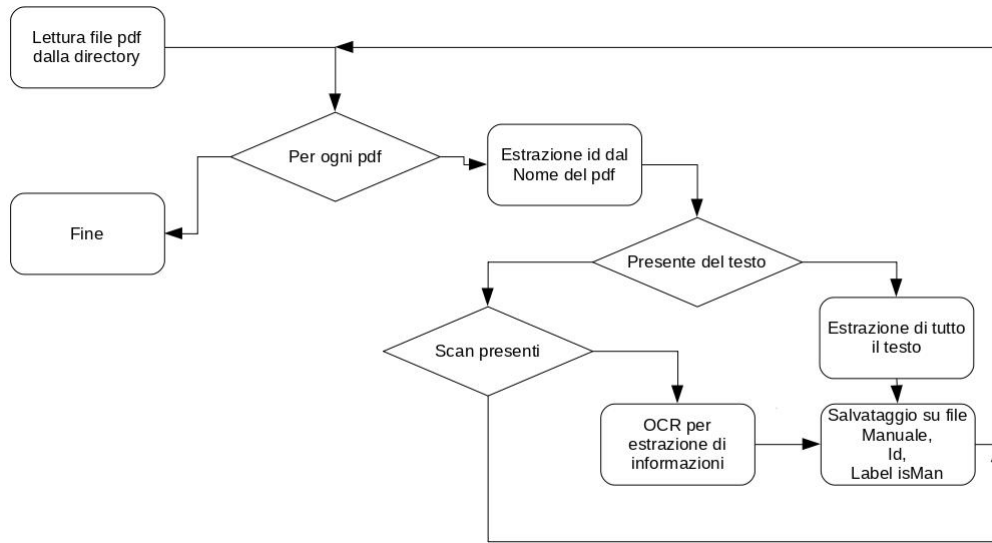 Lettura file pdf
dalla directory
Per ogni pdf
Estrazione id dal
Nome del pdf
Fine
Presente del testo
Estrazione di tutto
il testo
Scan presenti
OCR per
estrazione di
informazioni
Salvataggio su file
Manuale,
Id,
Label isMan